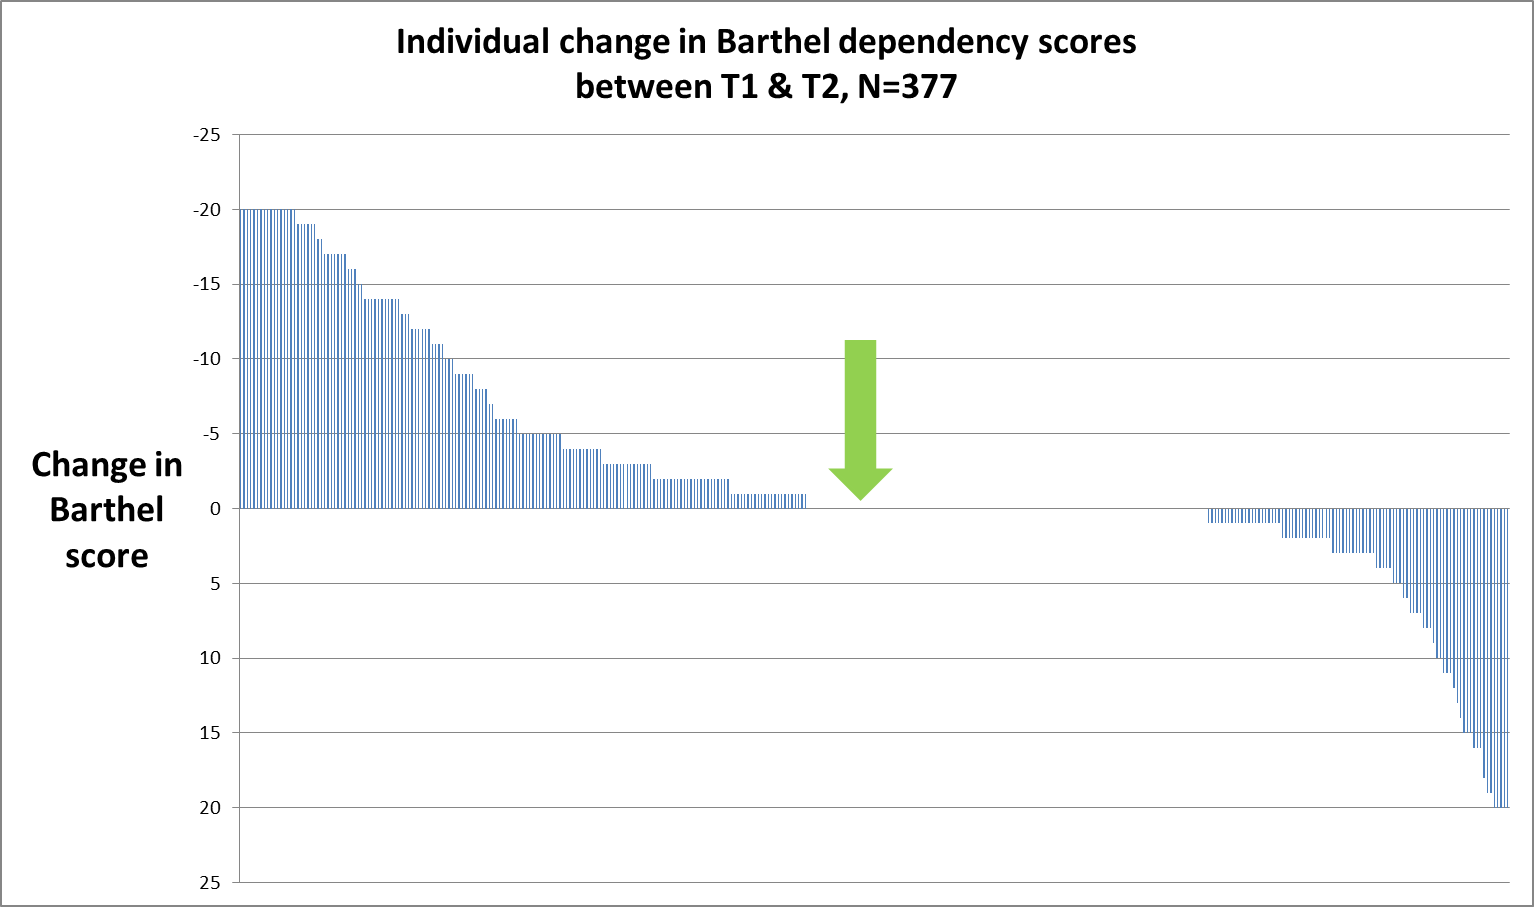 Individual change in Barthel dependency scores
between T1 & T2, N=377
-25
-20
-15
-10
-5
0
5
10
15
20
25
Change in
Barthel
score